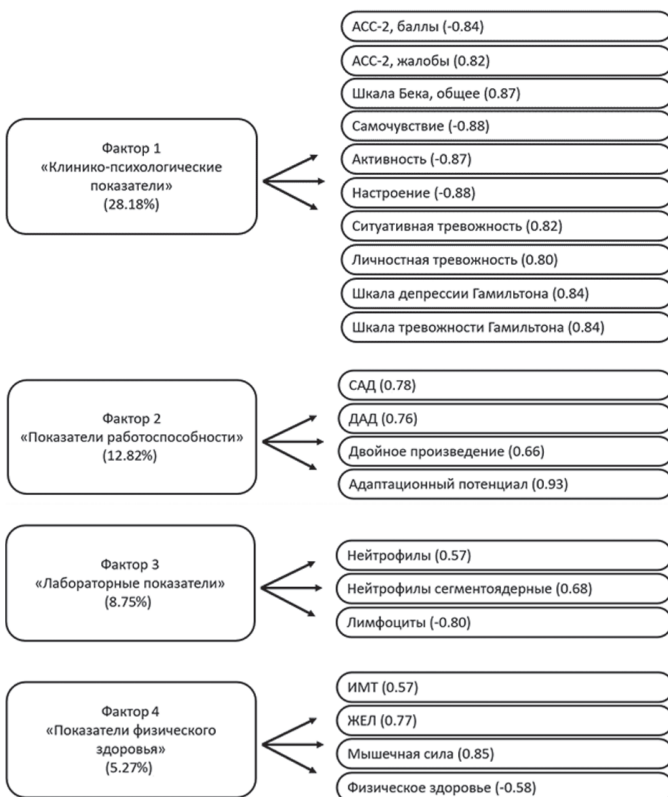 Фактор 1
«Клинико-психологические
показатели»
(28.18%)
АСС-2, баллы (-0.84)
АСС-2, жалобы (0.82)
Шкала Бека, общее (0.87)
Самочувствие (-0.88)
Активность (-0.87)
Настроение (-0.88)
Ситуативная тревожность (0.82)
Личностная тревожность (0.80)
Шкала депрессии Гамильтона (0.84)
Шкала тревожности Гамильтона (0.84)
Фактор 2
«Показатели работоспособности»
(12.82%)
САД (0.78)
ДАД (0.76)
Двойное произведение (0.66)
Адаптационный потенциал (0.93)
Фактор 3
«Лабораторные показатели»
(8.75%)
Нейтрофилы (0.57)
Нейтрофилы сегментоядерные (0.68)
Лимфоциты (-0.80)
Фактор 4
«Показатели физического
здоровья»
(5.27%)
ИМТ (0.57)
ЖЕЛ (0.77)
Мышечная сила (0.85)
Физическое здоровье (-0.58)